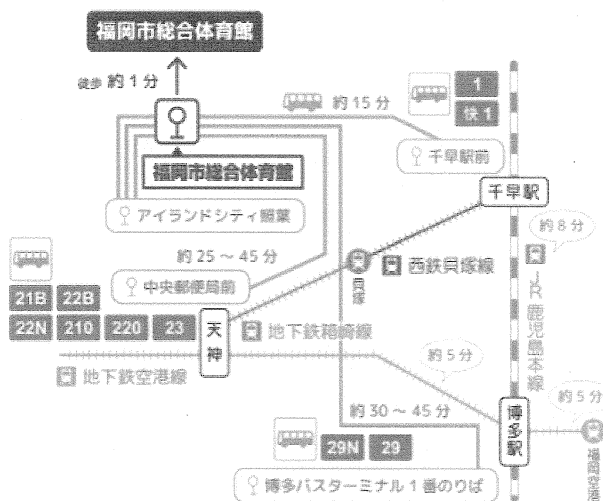 福岡市総合体育館
徒歩 約1分
約15分
1
快1
千早駅前
福岡市総合体育館
アイランドシティ照葉
千早駅
約8分
約25~45分
中央郵便局前
21B 22B
22N 210 220 23
天神
貝塚
西鉄貝塚線
JR鹿児島本線
地下鉄箱崎線
地下鉄空港線
約5分
約5分
約30~45分
29N 29
博多駅
福岡空港
博多バスターミナル1番のりば